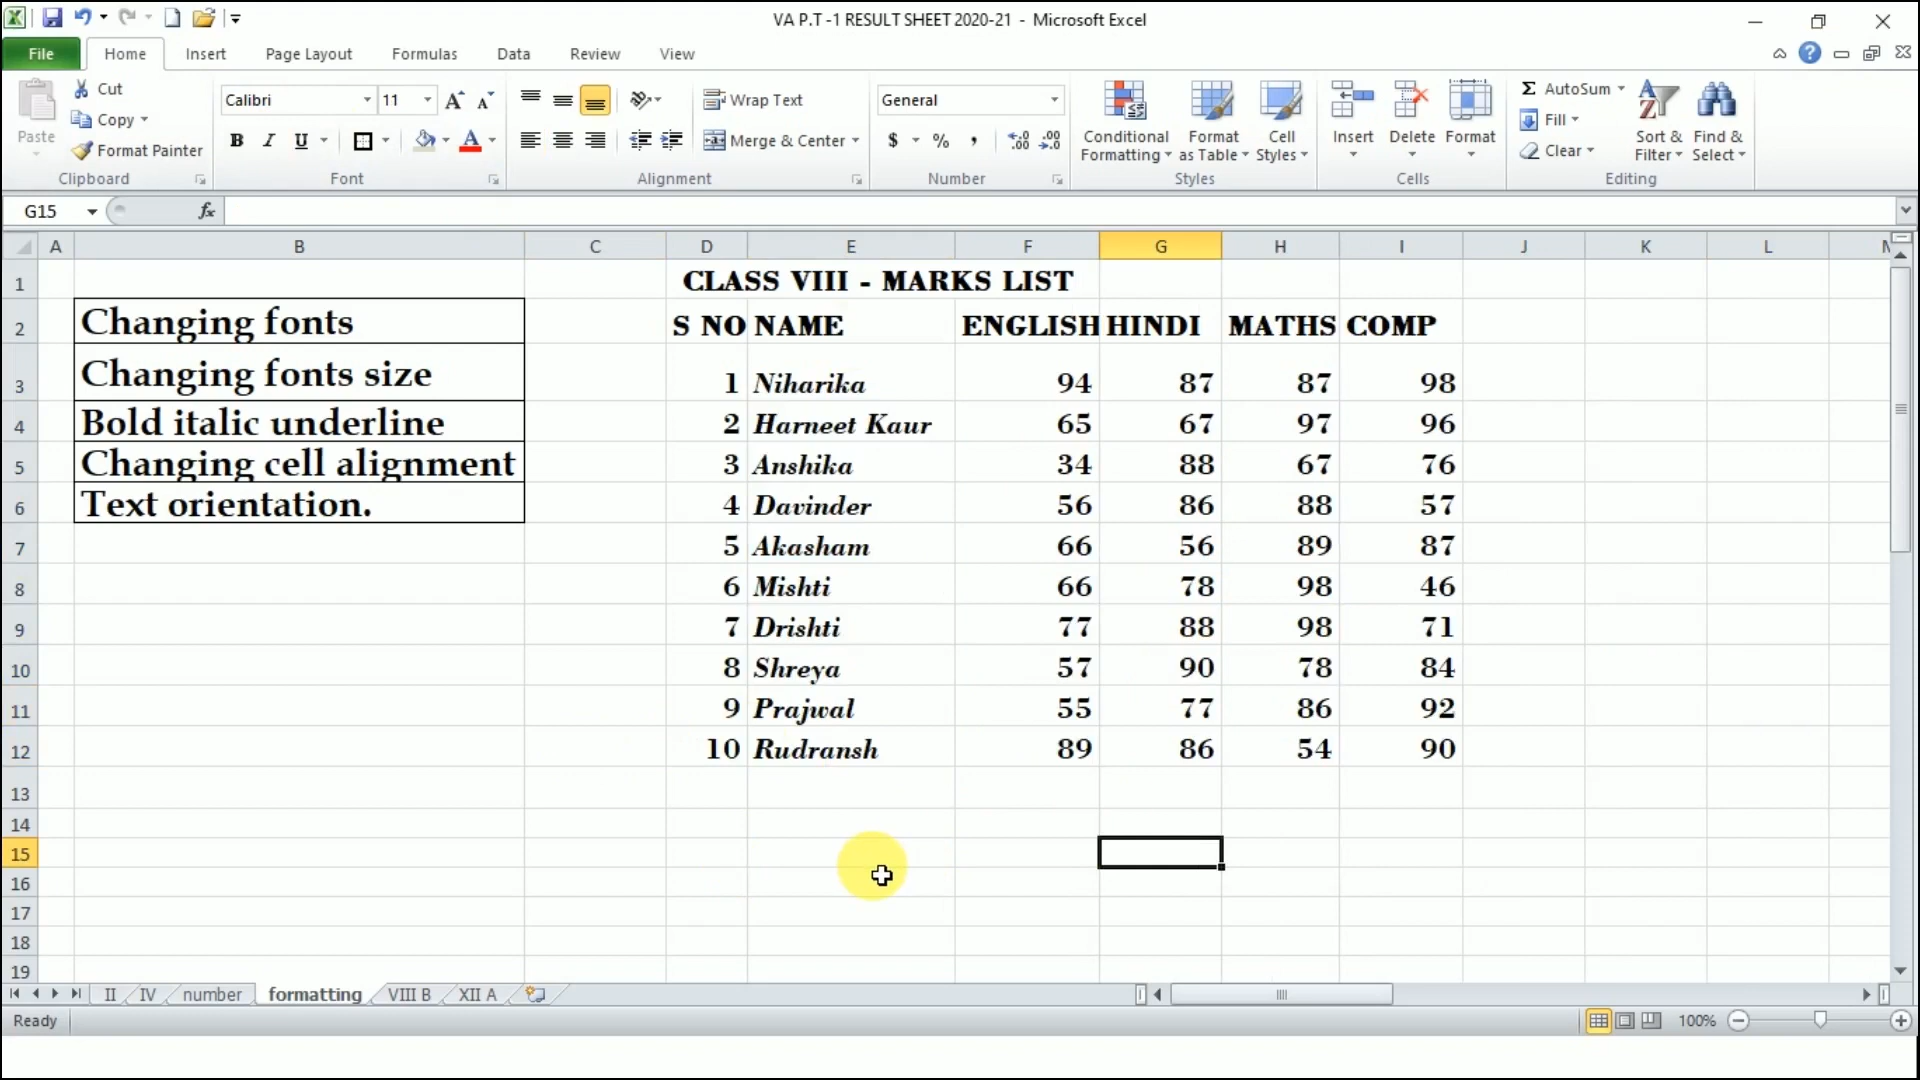 VA P.T -1 RESULT SHEET 2020-21 - Microsoft Excel
File Home Insert Page Layout Formulas Data Review View
Paste
Cut
Copy
Format Painter
Clipboard
Calibri 11
B I U
Font
Wrap Text
Merge & Center
Alignment
General
$ % ,
Number
Conditional Formatting
Format as Table
Cell Styles
Styles
Insert Delete Format
Cells
Σ AutoSum
Fill
Clear
Sort & Filter
Find & Select
Editing
G15 fx
A B C D E F G H I J K L
1 CLASS VIII - MARKS LIST
2 Changing fonts S NO NAME ENGLISH HINDI MATHS COMP
3 Changing fonts size 1 Niharika 94 87 87 98
4 Bold italic underline 2 Harneet Kaur 65 67 97 96
5 Changing cell alignment 3 Anshika 34 88 67 76
6 Text orientation. 4 Davinder 56 86 88 57
7 5 Akasham 66 56 89 87
8 6 Mishti 66 78 98 46
9 7 Drishti 77 88 98 71
10 8 Shreya 57 90 78 84
11 9 Prajwal 55 77 86 92
12 10 Rudransh 89 86 54 90
13
14
15
16
17
18
19
II IV number formatting VIII B XII A
Ready 100%